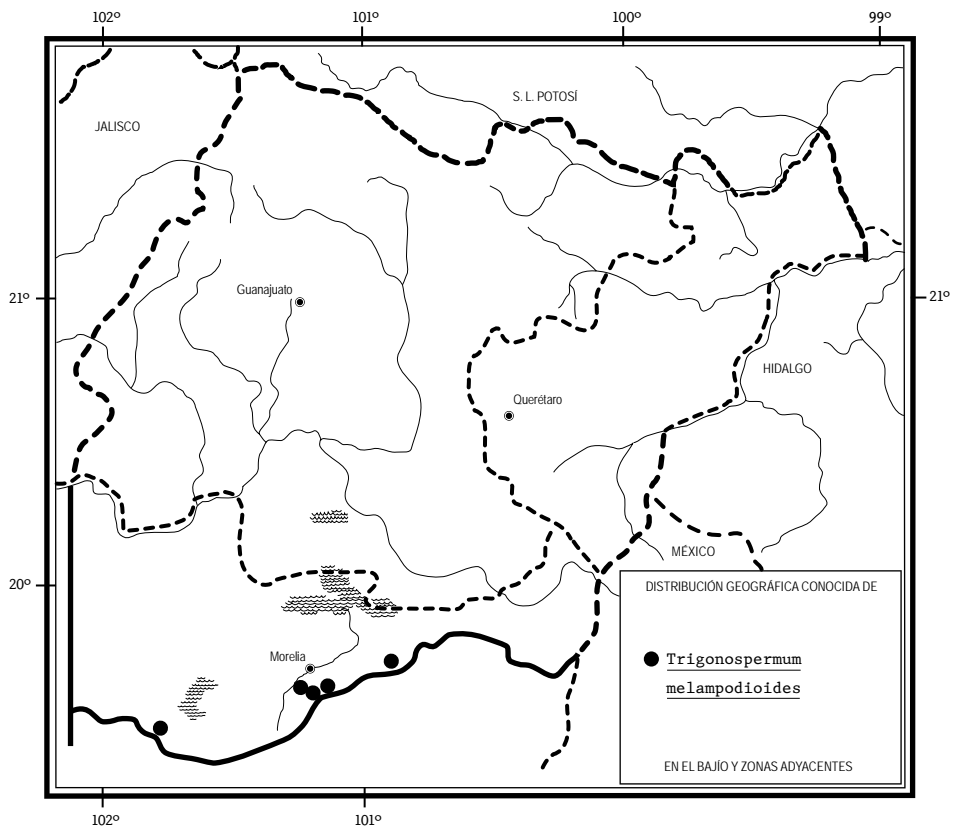 102º 101º 100º 99º
S. L. POTOSÍ
JALISCO
Guanajuato
21º
21º
HIDALGO
Querétaro
MÉXICO
20º
DISTRIBUCIÓN GEOGRÁFICA CONOCIDA DE
Morelia
Trigonospermum
melampodioides
EN EL BAJÍO Y ZONAS ADYACENTES
102º 101º